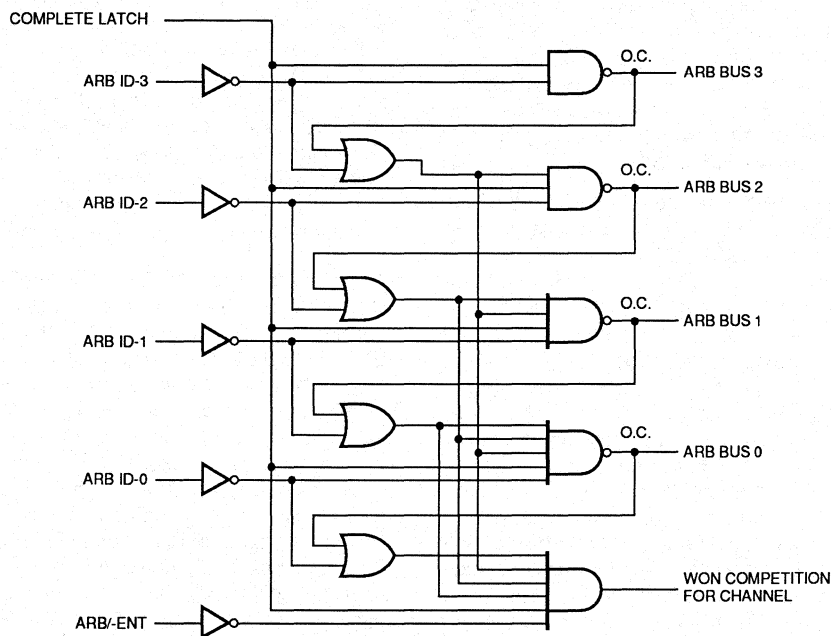 COMPLETE LATCH
O.C.
ARB ID-3
ARB BUS 3
O.C.
ARB ID-2
ARB BUS 2
O.C.
ARB ID-1
ARB BUS 1
O.C.
ARB ID-0
ARB BUS 0
WON COMPETITION
FOR CHANNEL
ARB/-ENT